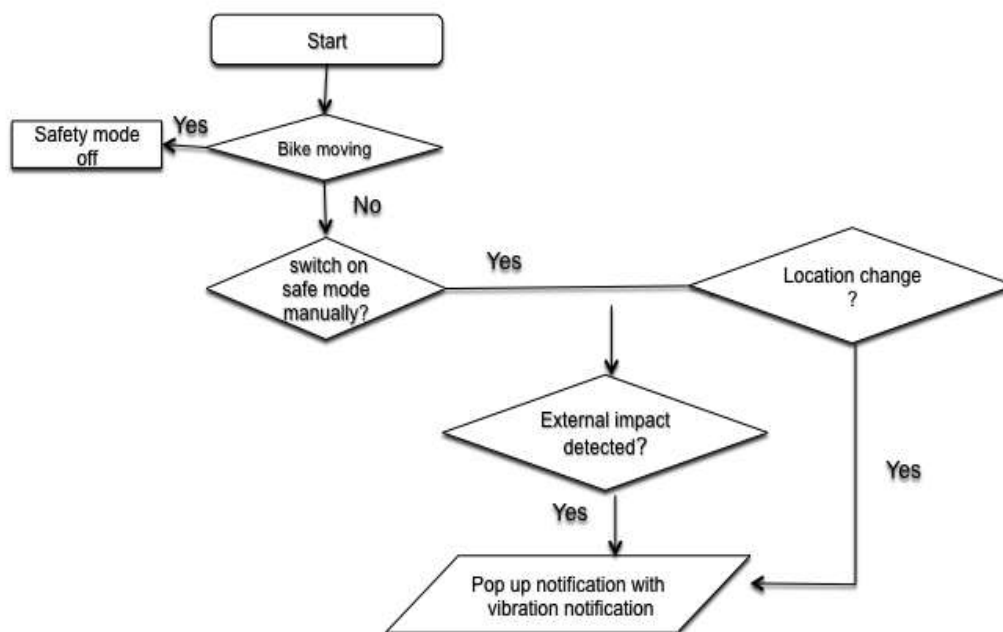 Start
Yes
Safety mode
off
Bike moving
No
switch on
safe mode
manually?
Yes
Location change
?
External impact
detected?
Yes
Yes
Pop up notification with
vibration notification